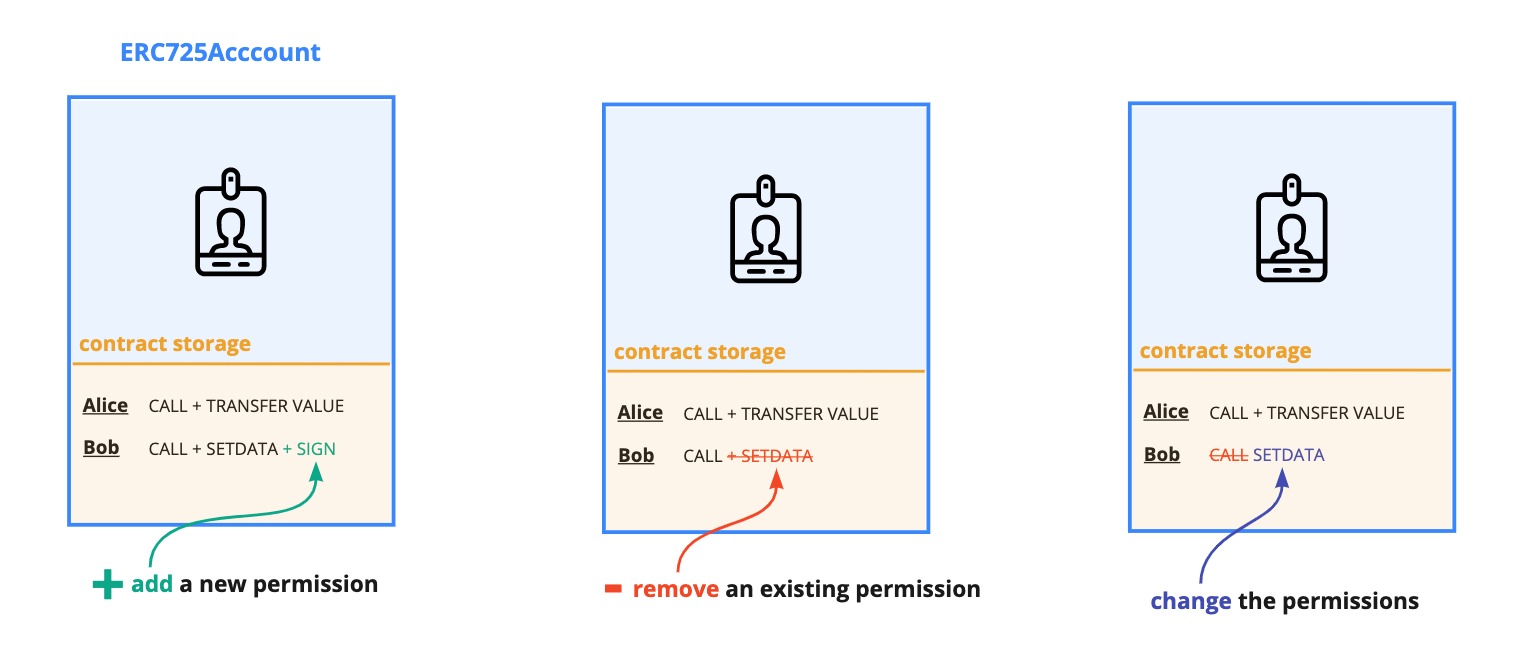 ERC725Acccount
contract storage
Alice CALL + TRANSFER VALUE
Bob CALL + SETDATA + SIGN
+ add a new permission
contract storage
Alice CALL + TRANSFER VALUE
Bob CALL + SETDATA
- remove an existing permission
contract storage
Alice CALL + TRANSFER VALUE
Bob CALL SETDATA
change the permissions